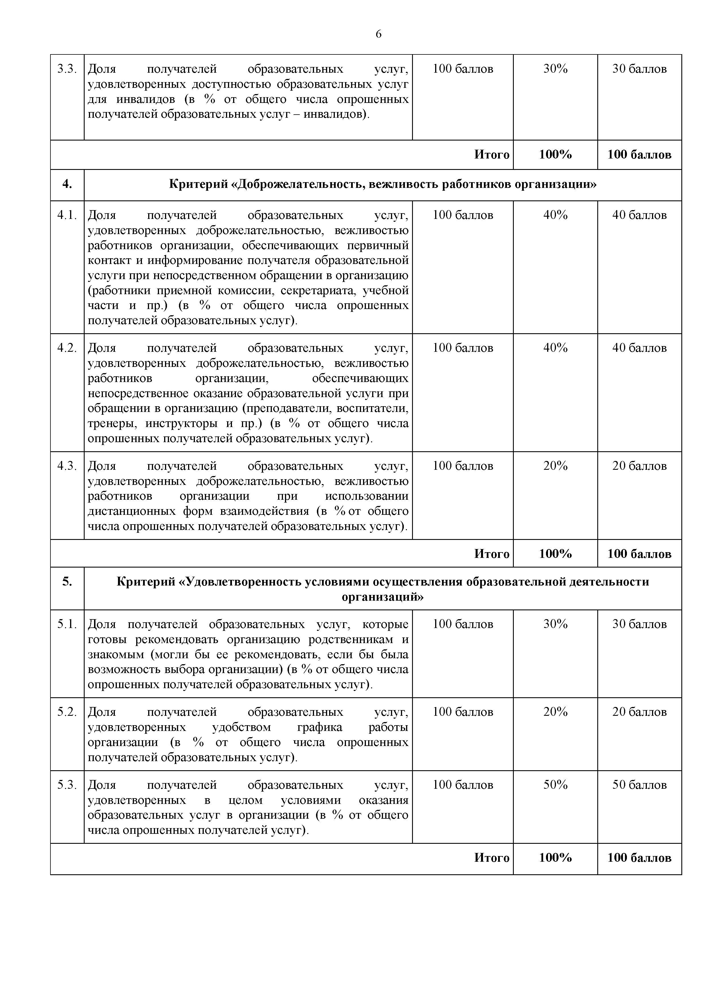 6
3.3. Доля получателей образовательных услуг, 100 баллов 30% 30 баллов
удовлетворенных доступностью образовательных услуг
для инвалидов (в % от общего числа опрошенных
получателей образовательных услуг – инвалидов).
Итого 100% 100 баллов
4. Критерий «Доброжелательность, вежливость работников организации»
4.1. Доля получателей образовательных услуг, 100 баллов 40% 40 баллов
удовлетворенных доброжелательностью, вежливостью
работников организации, обеспечивающих первичный
контакт и информирование получателя образовательной
услуги при непосредственном обращении в организацию
(работники приемной комиссии, секретариата, учебной
части и пр.) (в % от общего числа опрошенных
получателей образовательных услуг).
4.2. Доля получателей образовательных услуг, 100 баллов 40% 40 баллов
удовлетворенных доброжелательностью, вежливостью
работников организации, обеспечивающих
непосредственное оказание образовательной услуги при
обращении в организацию (преподаватели, воспитатели,
тренеры, инструкторы и пр.) (в % от общего числа
опрошенных получателей образовательных услуг).
4.3. Доля получателей образовательных услуг, 100 баллов 20% 20 баллов
удовлетворенных доброжелательностью, вежливостью
работников организации при использовании
дистанционных форм взаимодействия (в % от общего
числа опрошенных получателей образовательных услуг).
Итого 100% 100 баллов
5. Критерий «Удовлетворенность условиями осуществления образовательной деятельности
организаций»
5.1. Доля получателей образовательных услуг, которые 100 баллов 30% 30 баллов
готовы рекомендовать организацию родственникам и
знакомым (могли бы ее рекомендовать, если бы была
возможность выбора организации) (в % от общего числа
опрошенных получателей образовательных услуг).
5.2. Доля получателей образовательных услуг, 100 баллов 20% 20 баллов
удовлетворенных удобством графика работы
организации (в % от общего числа опрошенных
получателей образовательных услуг).
5.3. Доля получателей образовательных услуг, 100 баллов 50% 50 баллов
удовлетворенных в целом условиями оказания
образовательных услуг в организации (в % от общего
числа опрошенных получателей услуг).
Итого 100% 100 баллов